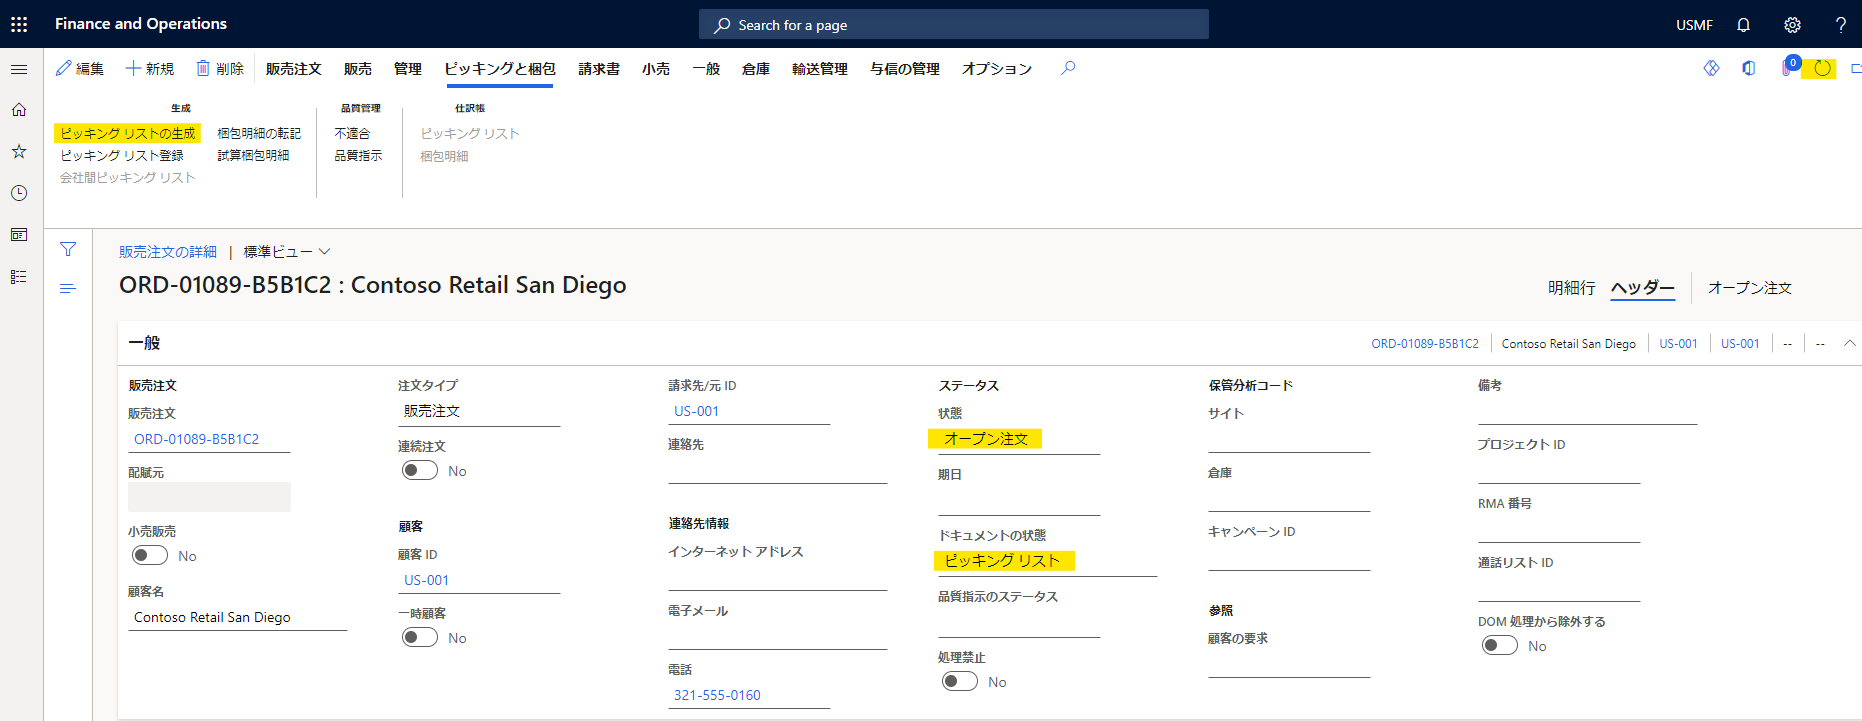 Finance and Operations
Search for a page
USMF
編集
新規
削除
販売注文
販売
管理
ピッキングと梱包
請求書
小売
一般
倉庫
輸送管理
与信の管理
オプション
0
生成
ピッキング リストの生成
ピッキング リスト登録
会社間ピッキング リスト
梱包明細の転記
試算梱包明細
品質管理
不適合
品質指示
仕訳帳
ピッキング リスト
梱包明細
販売注文の詳細 | 標準ビュー
ORD-01089-B5B1C2 : Contoso Retail San Diego
明細行
ヘッダー
オープン注文
一般
ORD-01089-B5B1C2
Contoso Retail San Diego
US-001
US-001
--
--
販売注文
販売注文
ORD-01089-B5B1C2
配賦元
小売販売
No
顧客名
Contoso Retail San Diego
注文タイプ
販売注文
連続注文
No
顧客
顧客 ID
US-001
一時顧客
No
請求先/元 ID
US-001
連絡先
連絡先情報
インターネット アドレス
電子メール
電話
321-555-0160
ステータス
状態
オープン注文
期日
ドキュメントの状態
ピッキング リスト
品質指示のステータス
処理禁止
No
保管分析コード
サイト
倉庫
キャンペーン ID
参照
顧客の要求
備考
プロジェクト ID
RMA 番号
通話リスト ID
DOM 処理から除外する
No